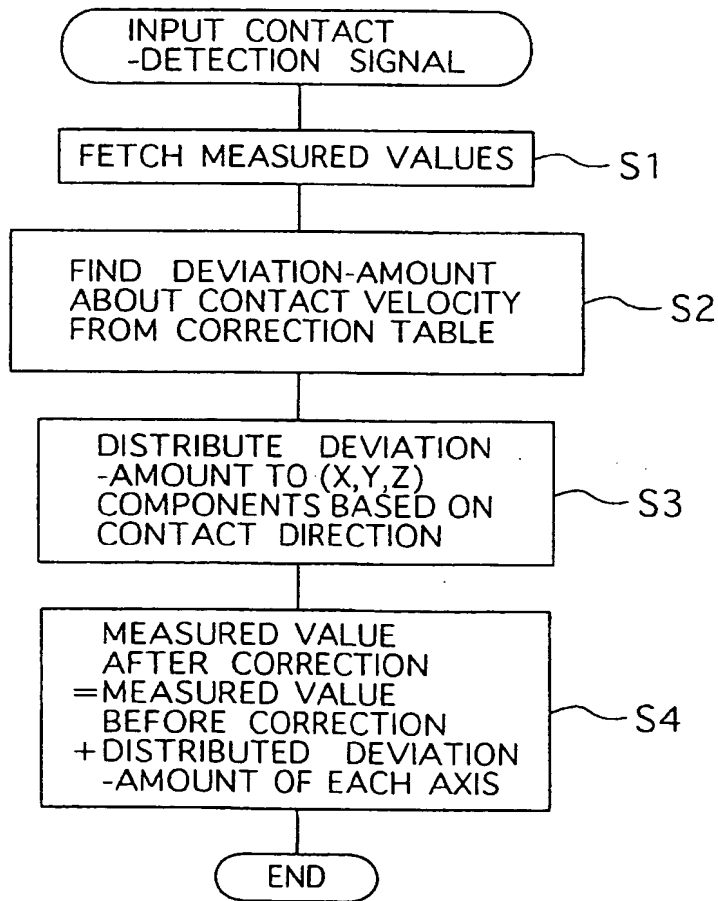 INPUT CONTACT
-DETECTION SIGNAL
FETCH MEASURED VALUES
S1
FIND DEVIATION-AMOUNT
ABOUT CONTACT VELOCITY
FROM CORRECTION TABLE
S2
DISTRIBUTE DEVIATION
-AMOUNT TO (X,Y,Z)
COMPONENTS BASED ON
CONTACT DIRECTION
S3
MEASURED VALUE
AFTER CORRECTION
=MEASURED VALUE
BEFORE CORRECTION
+DISTRIBUTED DEVIATION
-AMOUNT OF EACH AXIS
S4
END